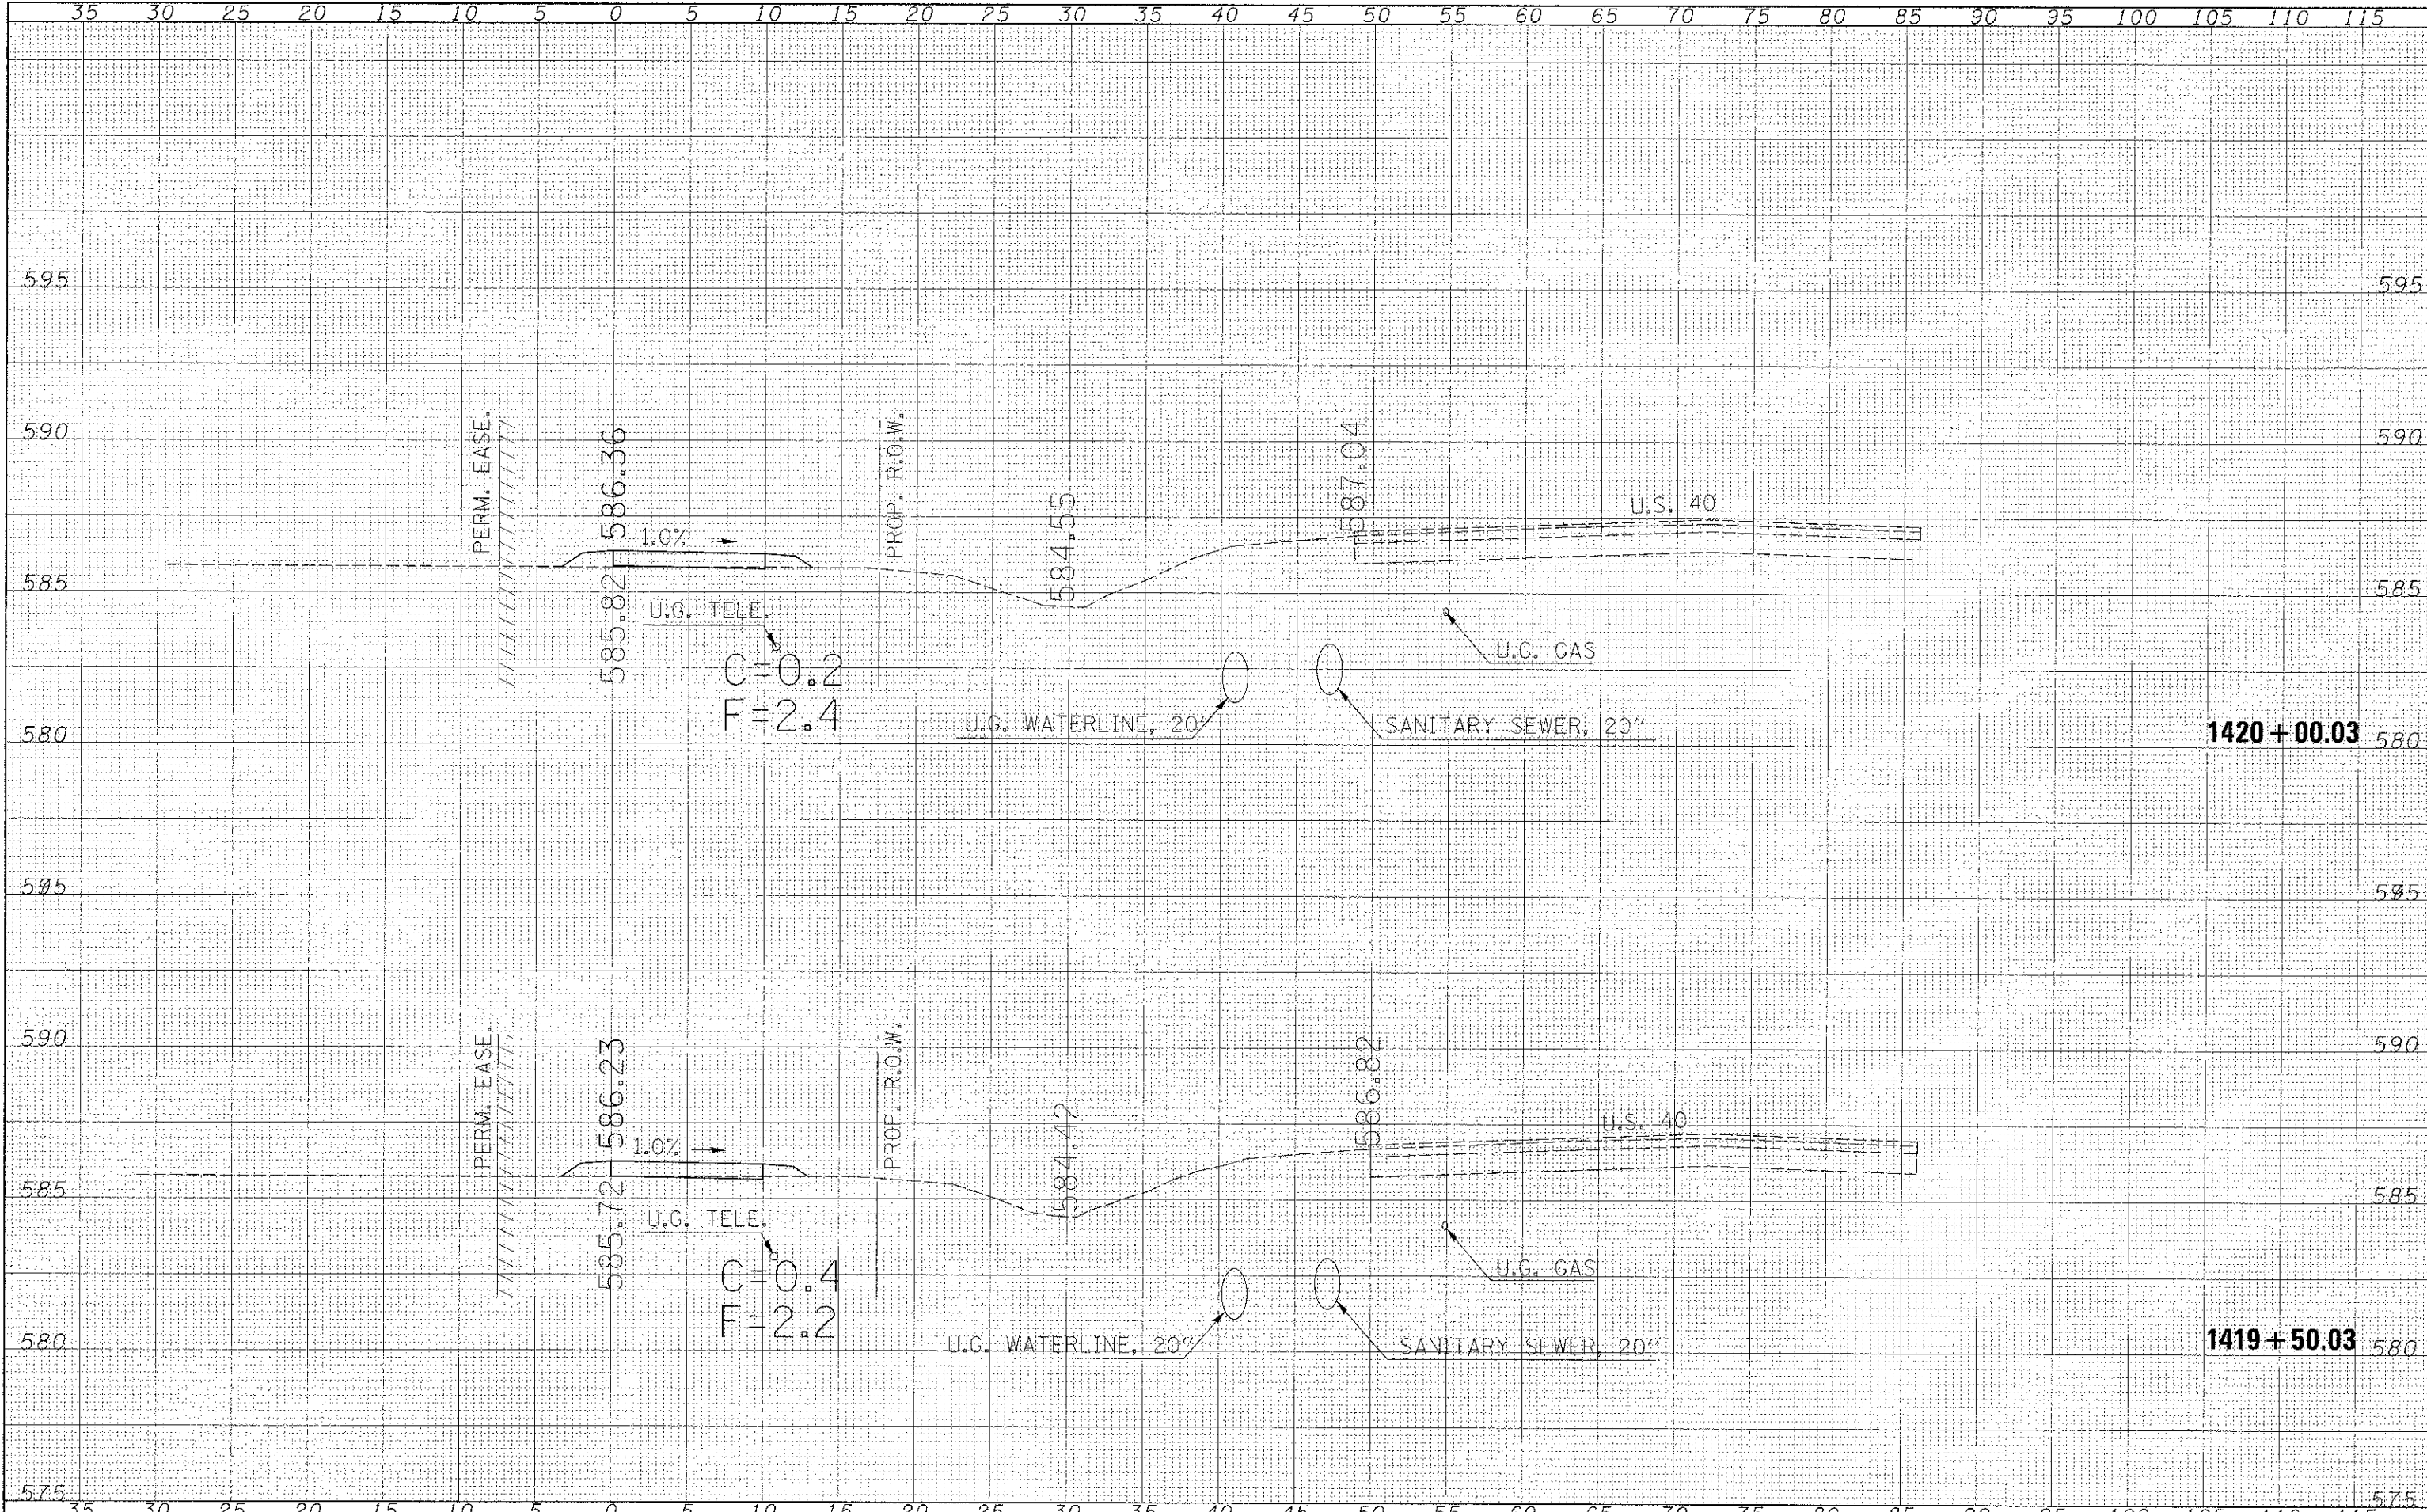 35 30 25 20 15 10 5 0 5 10 15 20 25 30 35 40 45 50 55 60 65 70 75 80 85 90 95 100 105 110 115
595 595
590 590
PERM. EASE.
586.36
PROP. R.O.W.
584.55
587.04
U.S. 40
1.0%
585 585
585.82
U.G. TELE.
C=0.2
F=2.4
U.G. GAS
U.G. WATERLINE, 20"
SANITARY SEWER, 20"
1420+00.03
580 580
590 590
PERM. EASE.
586.23
PROP. R.O.W.
584.42
586.82
U.S. 40
1.0%
585 585
585.72
U.G. TELE.
C=0.4
F=2.2
U.G. GAS
U.G. WATERLINE, 20"
SANITARY SEWER, 20"
1419+50.03
580 580
575 575
35 30 25 20 15 10 5 0 5 10 15 20 25 30 35 40 45 50 55 60 65 70 75 80 85 90 95